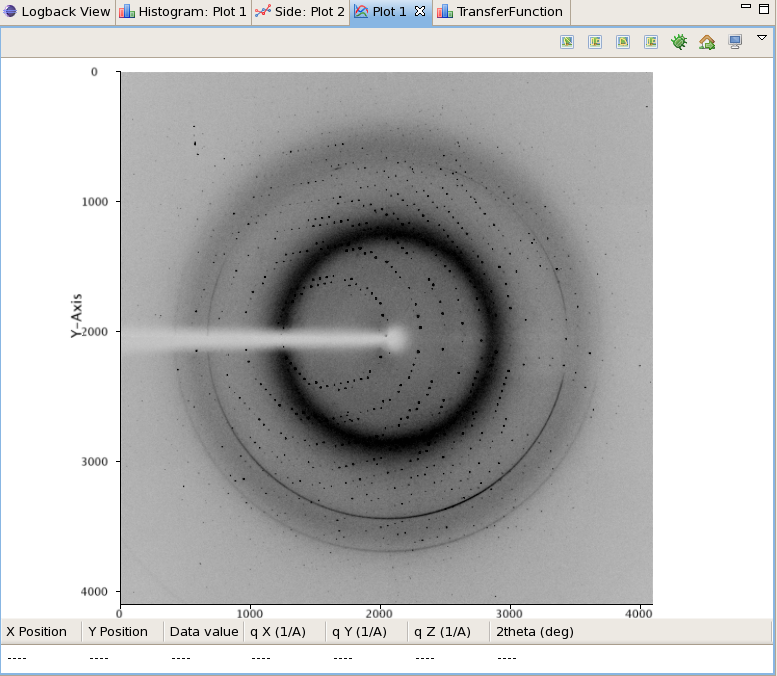 Logback View Histogram: Plot 1 Side: Plot 2 Plot 1 TransferFunction
0
1000
Y-Axis
2000
3000
4000
0 1000 2000 3000 4000
X Position Y Position Data value q X (1/A) q Y (1/A) q Z (1/A) 2theta (deg)
---- ---- ---- ---- ---- ---- ----